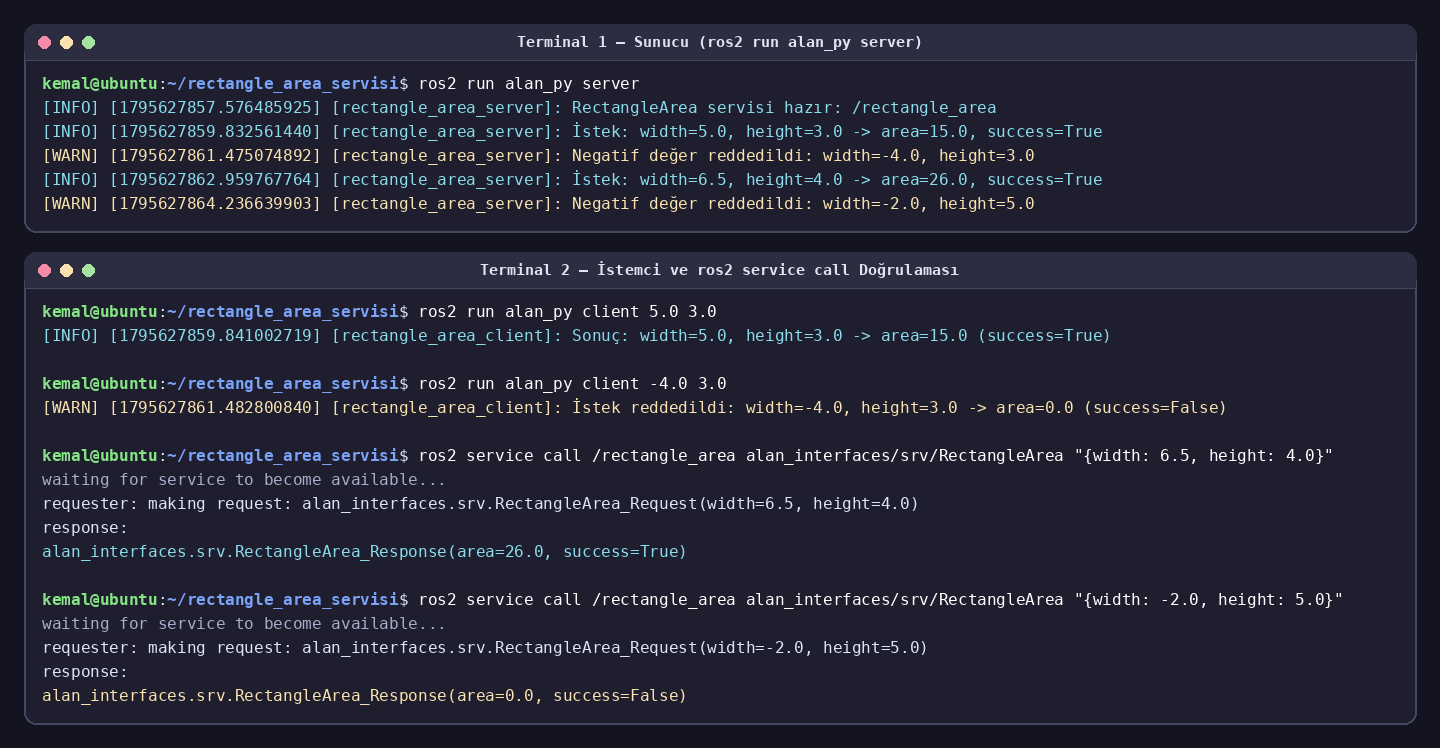 Terminal 1 — Sunucu (ros2 run alan_py server)
kemal@ubuntu:~/rectangle_area_servisi$ ros2 run alan_py server
[INFO] [1795627857.576485925] [rectangle_area_server]: RectangleArea servisi hazır: /rectangle_area
[INFO] [1795627859.832561440] [rectangle_area_server]: İstek: width=5.0, height=3.0 -> area=15.0, success=True
[WARN] [1795627861.475074892] [rectangle_area_server]: Negatif değer reddedildi: width=-4.0, height=3.0
[INFO] [1795627862.959767764] [rectangle_area_server]: İstek: width=6.5, height=4.0 -> area=26.0, success=True
[WARN] [1795627864.236639903] [rectangle_area_server]: Negatif değer reddedildi: width=-2.0, height=5.0
Terminal 2 — İstemci ve ros2 service call Doğrulaması
kemal@ubuntu:~/rectangle_area_servisi$ ros2 run alan_py client 5.0 3.0
[INFO] [1795627859.841002719] [rectangle_area_client]: Sonuç: width=5.0, height=3.0 -> area=15.0 (success=True)
kemal@ubuntu:~/rectangle_area_servisi$ ros2 run alan_py client -4.0 3.0
[WARN] [1795627861.482800840] [rectangle_area_client]: İstek reddedildi: width=-4.0, height=3.0 -> area=0.0 (success=False)
kemal@ubuntu:~/rectangle_area_servisi$ ros2 service call /rectangle_area alan_interfaces/srv/RectangleArea "{width: 6.5, height: 4.0}"
waiting for service to become available...
requester: making request: alan_interfaces.srv.RectangleArea_Request(width=6.5, height=4.0)
response:
alan_interfaces.srv.RectangleArea_Response(area=26.0, success=True)
kemal@ubuntu:~/rectangle_area_servisi$ ros2 service call /rectangle_area alan_interfaces/srv/RectangleArea "{width: -2.0, height: 5.0}"
waiting for service to become available...
requester: making request: alan_interfaces.srv.RectangleArea_Request(width=-2.0, height=5.0)
response:
alan_interfaces.srv.RectangleArea_Response(area=0.0, success=False)